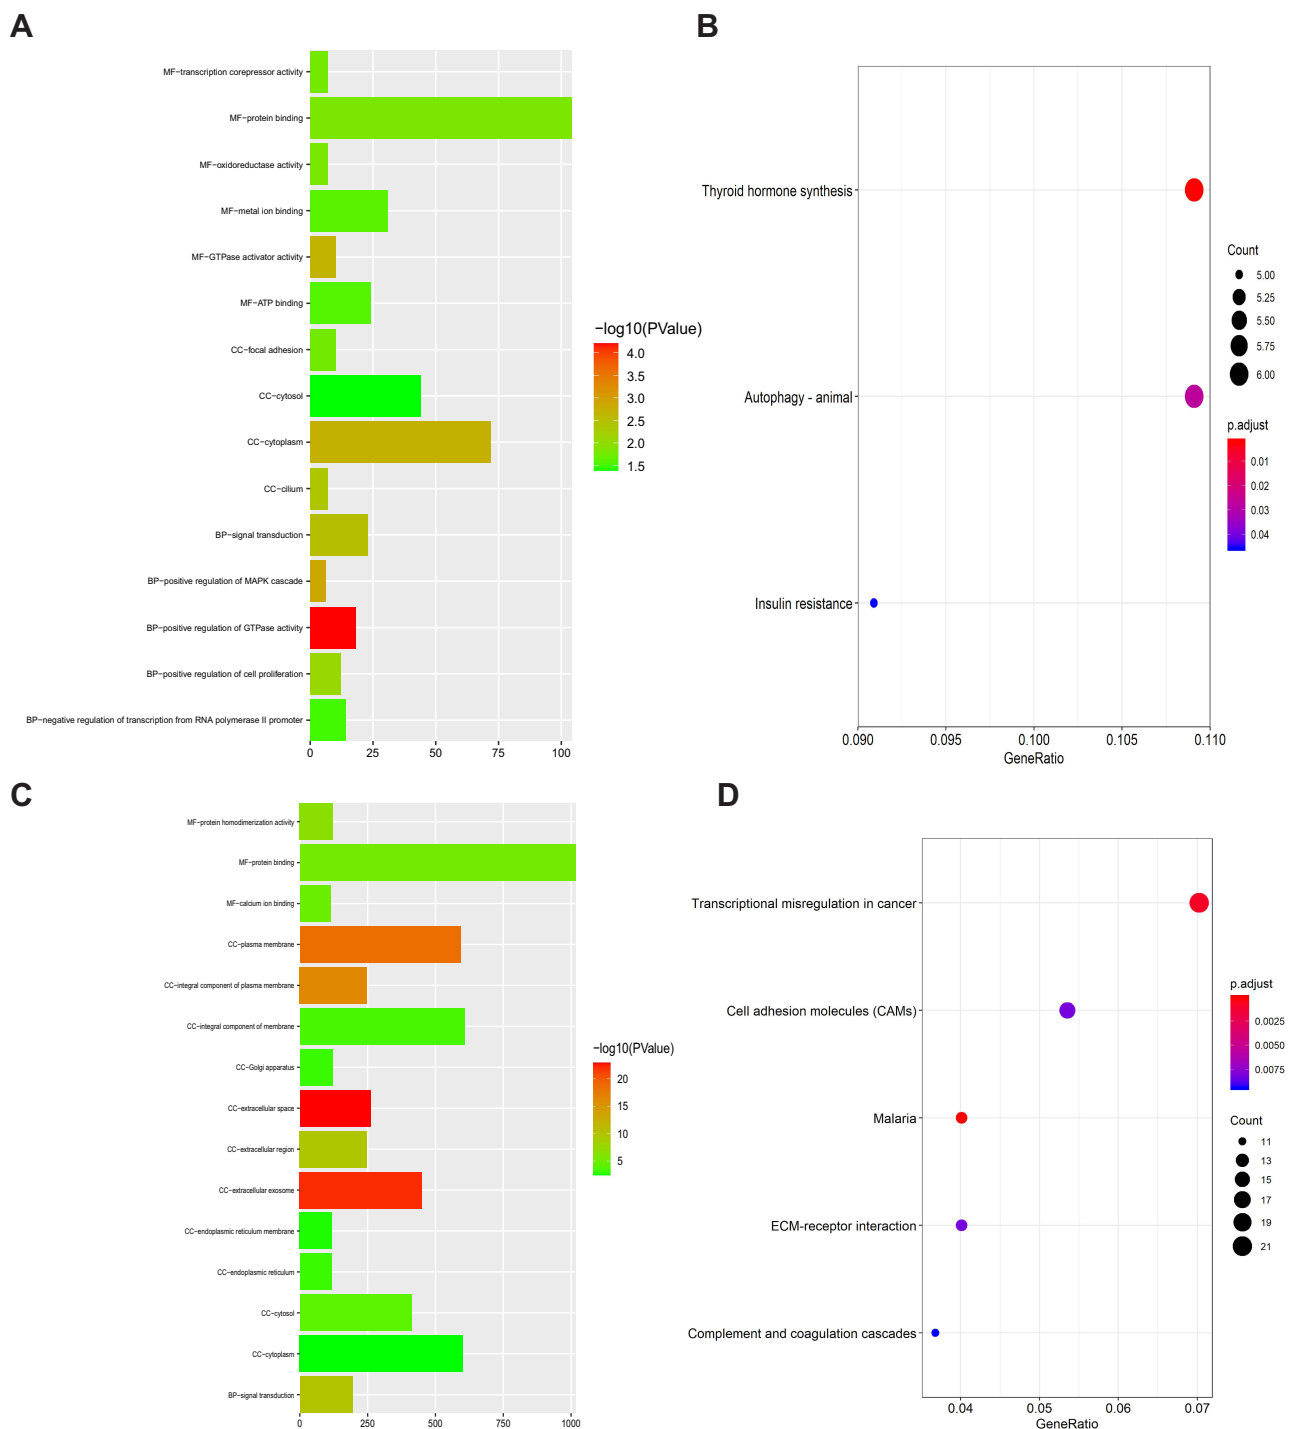 A
MF−transcription corepressor activity
MF−protein binding
MF−oxidoreductase activity
MF−metal ion binding
MF−GTPase activator activity
MF−ATP binding
CC−focal adhesion
CC−cytosol
CC−cytoplasm
CC−cilium
BP−signal transduction
BP−positive regulation of MAPK cascade
BP−positive regulation of GTPase activity
BP−positive regulation of cell proliferation
BP−negative regulation of transcription from RNA polymerase II promoter
0 25 50 75 100
−log10(PValue)
4.0
3.5
3.0
2.5
2.0
1.5
B
Thyroid hormone synthesis
Autophagy - animal
Insulin resistance
0.090 0.095 0.100 0.105 0.110
GeneRatio
Count
5.00
5.25
5.50
5.75
6.00
p.adjust
0.01
0.02
0.03
0.04
C
MF−protein homodimerization activity
MF−protein binding
MF−calcium ion binding
CC−plasma membrane
CC−integral component of plasma membrane
CC−integral component of membrane
CC−Golgi apparatus
CC−extracellular space
CC−extracellular region
CC−extracellular exosome
CC−endoplasmic reticulum membrane
CC−endoplasmic reticulum
CC−cytosol
CC−cytoplasm
BP−signal transduction
0 250 500 750 1000
−log10(PValue)
20
15
10
5
D
Transcriptional misregulation in cancer
Cell adhesion molecules (CAMs)
Malaria
ECM-receptor interaction
Complement and coagulation cascades
0.04 0.05 0.06 0.07
GeneRatio
p.adjust
0.0025
0.0050
0.0075
Count
11
13
15
17
19
21